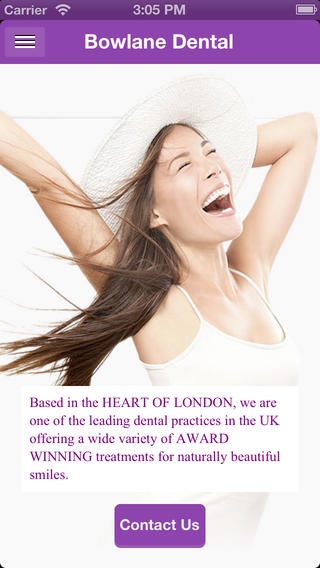 Carrier 3:05 PM
Bowlane Dental
Based in the HEART OF LONDON, we are
one of the leading dental practices in the UK
offering a wide variety of AWARD
WINNING treatments for naturally beautiful
smiles.
Contact Us